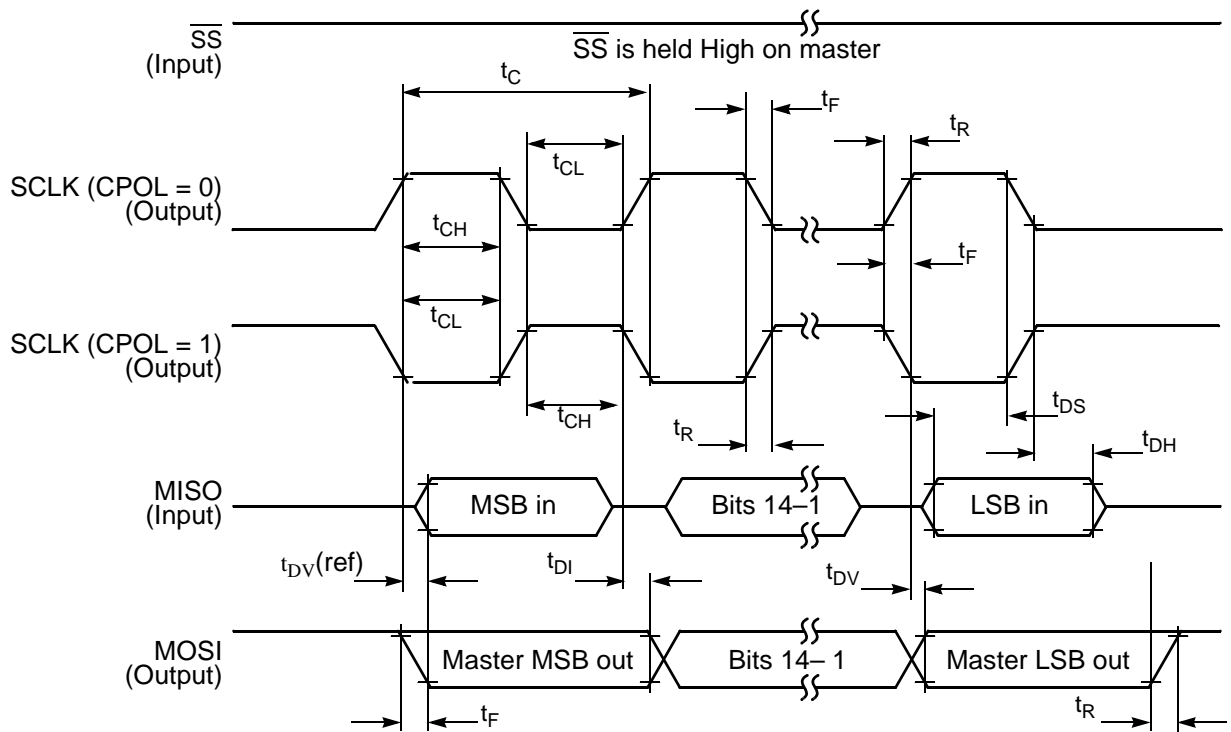 SS
(Input)
SS is held High on master
tC
tF
tR
tCL
SCLK (CPOL = 0)
(Output)
tCH
tF
tCL
SCLK (CPOL = 1)
(Output)
tCH
tR
tDS
tDH
MISO
(Input)
MSB in
Bits 14–1
LSB in
tDV(ref)
tDI
tDV
MOSI
(Output)
Master MSB out
Bits 14– 1
Master LSB out
tF
tR